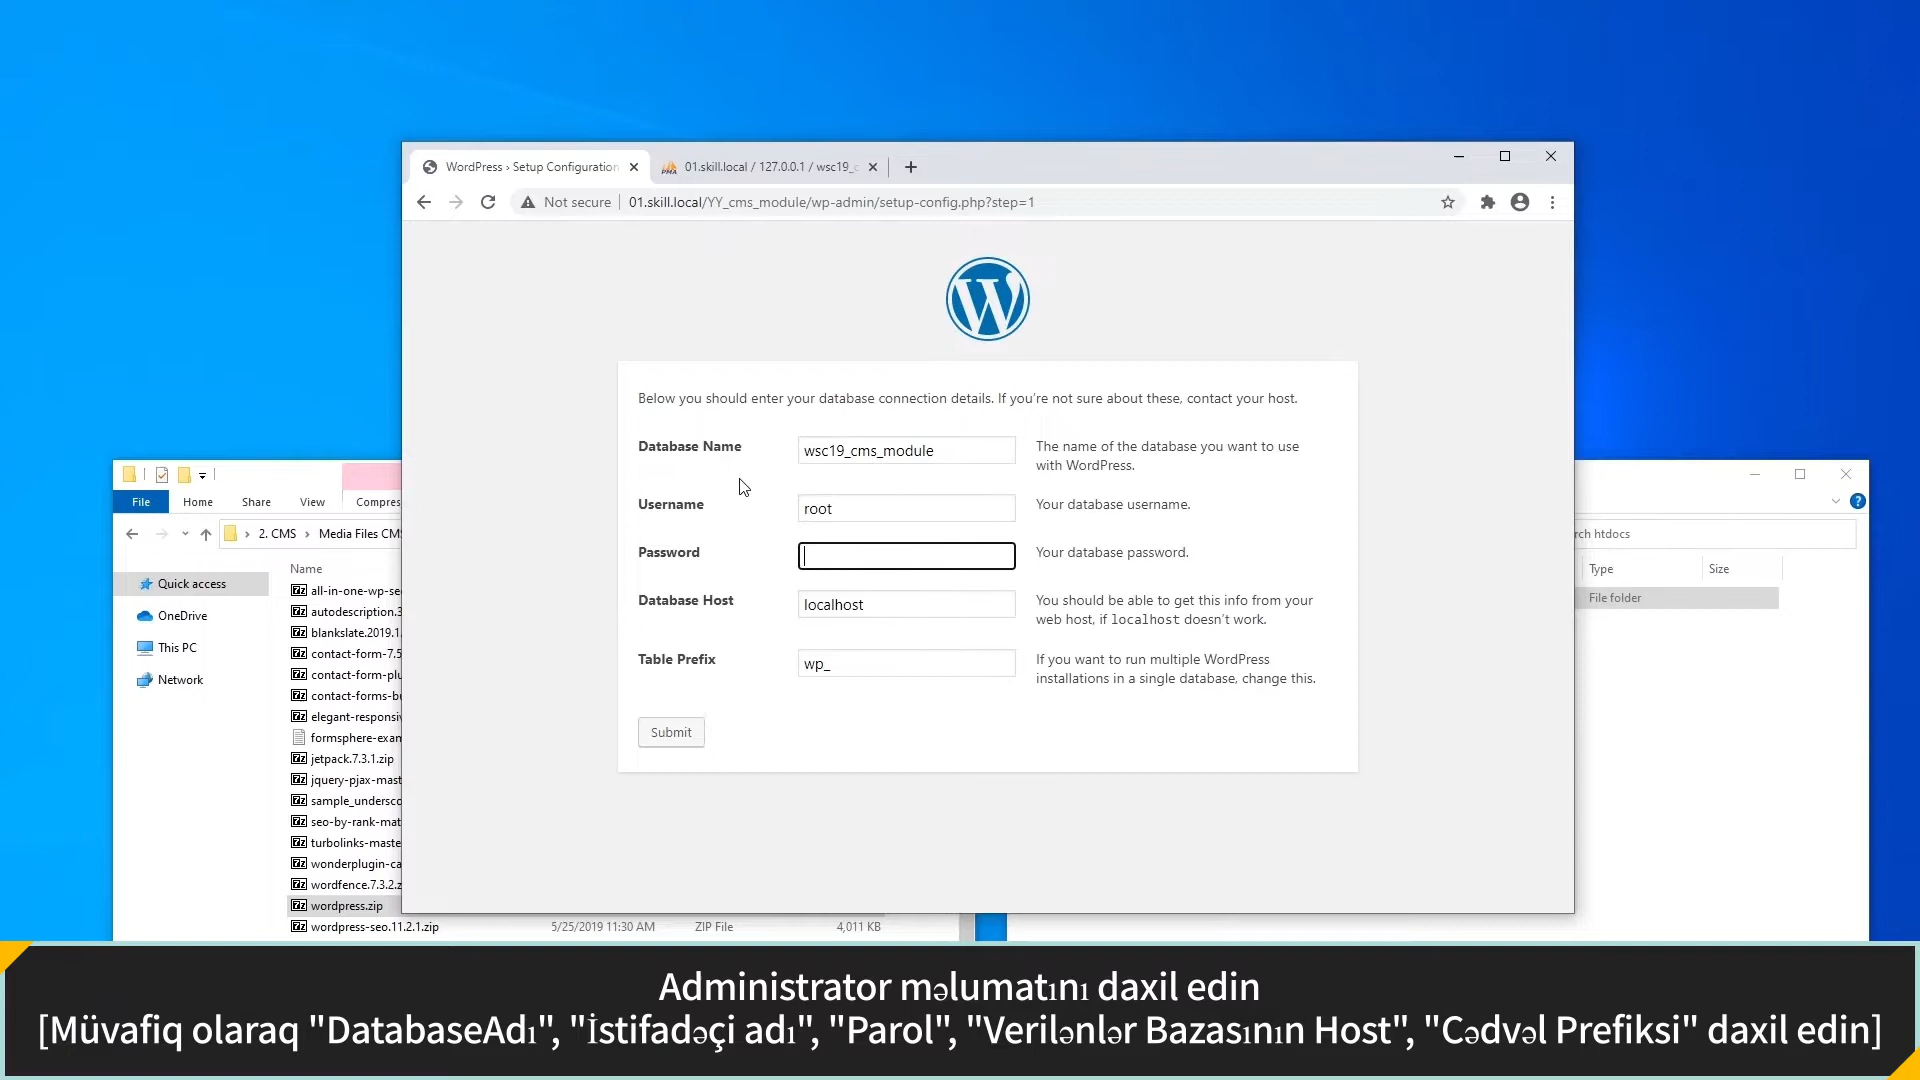 WordPress › Setup Configuration
01.skill.local / 127.0.0.1 / wsc19_c
Not secure
01.skill.local/YY_cms_module/wp-admin/setup-config.php?step=1
Below you should enter your database connection details. If you’re not sure about these, contact your host.
Database Name
wsc19_cms_module
The name of the database you want to use
with WordPress.
Username
root
Your database username.
Password
Your database password.
Database Host
localhost
You should be able to get this info from your
web host, if localhost doesn’t work.
Table Prefix
wp_
If you want to run multiple WordPress
installations in a single database, change this.
Submit
File Home Share View Compres
2. CMS › Media Files CM
Quick access
OneDrive
This PC
Network
Name
all-in-one-wp-se
autodescription.3
blankslate.2019.1
contact-form-7.5
contact-form-plu
contact-forms-bu
elegant-responsiv
formsphere-exan
jetpack.7.3.1.zip
jquery-pjax-mast
sample_undersco
seo-by-rank-mat
turbolinks-maste
wonderplugin-ca
wordfence.7.3.2.z
wordpress.zip
wordpress-seo.11.2.1.zip 5/25/2019 11:30 AM ZIP File 4,011 KB
rch htdocs
Type Size
File folder
Administrator məlumatını daxil edin
[Müvafiq olaraq "DatabaseAdı", "İstifadəçi adı", "Parol", "Verilənlər Bazasının Host", "Cədvəl Prefiksi" daxil edin]